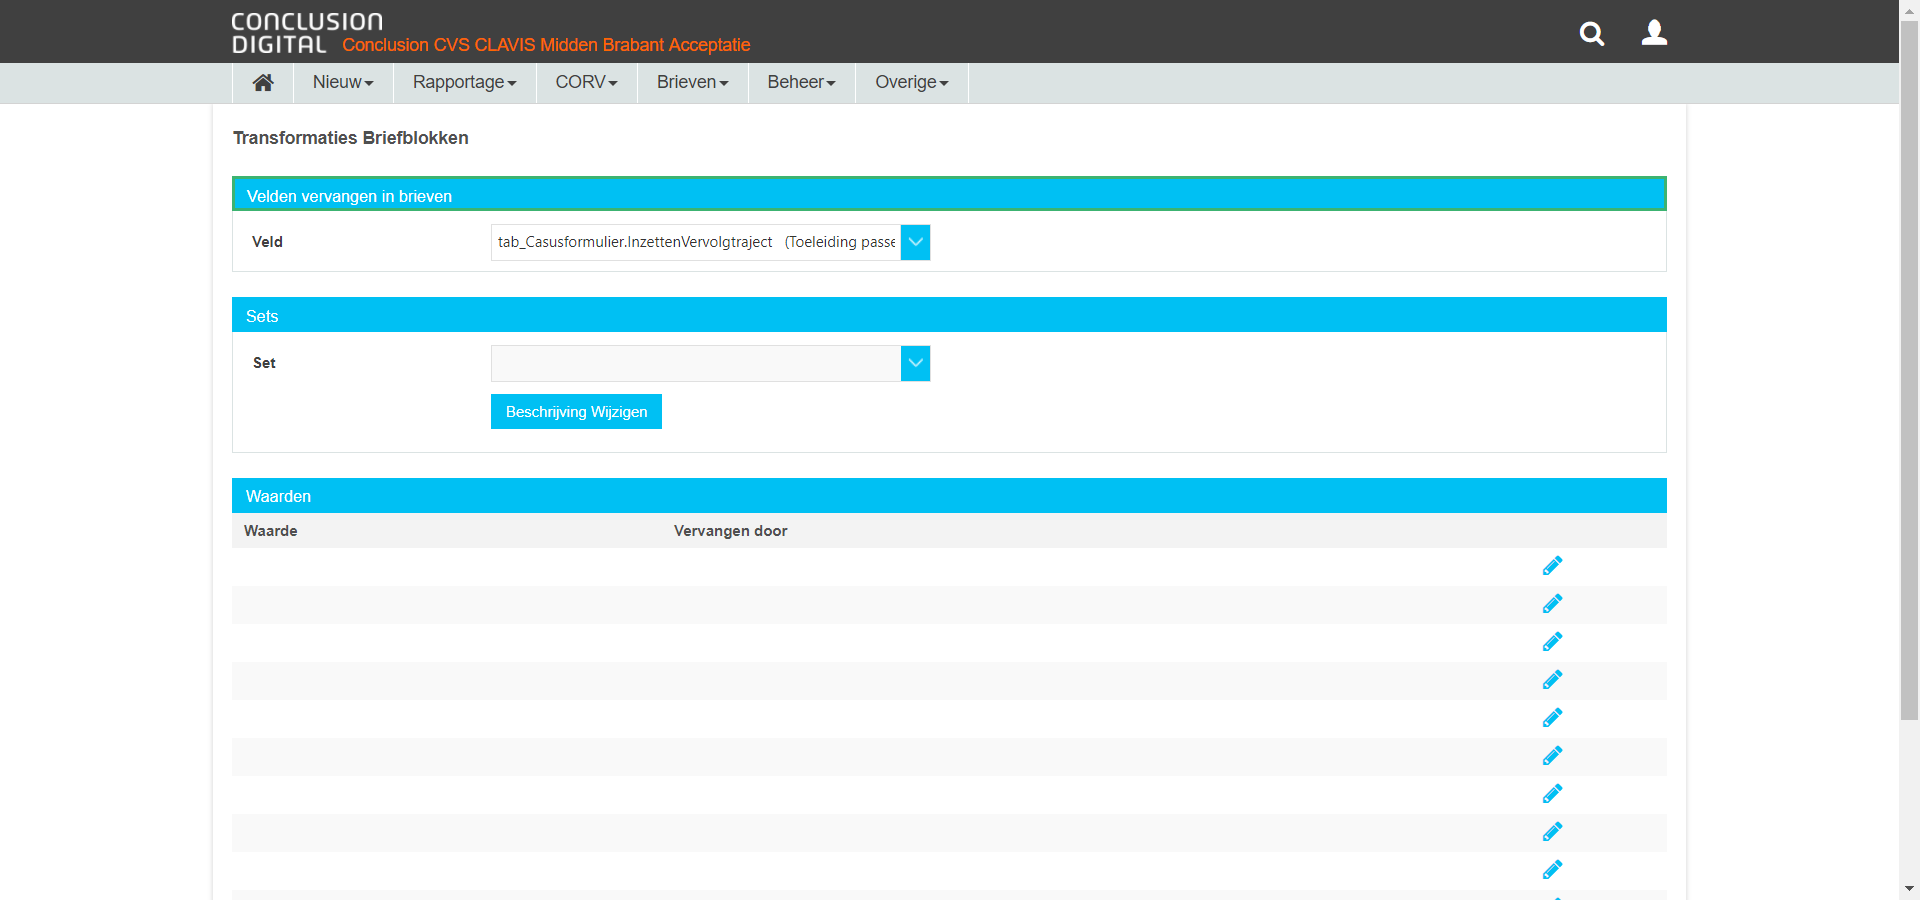 CONCLUSION
DIGITAL Conclusion CVS CLAVIS Midden Brabant Acceptatie
Nieuw Rapportage CORV Brieven Beheer Overige
Transformaties Briefblokken
Velden vervangen in brieven
Veld tab_Casusformulier.InzettenVervolgtraject (Toeleiding passe
Sets
Set
Beschrijving Wijzigen
Waarden
Waarde Vervangen door